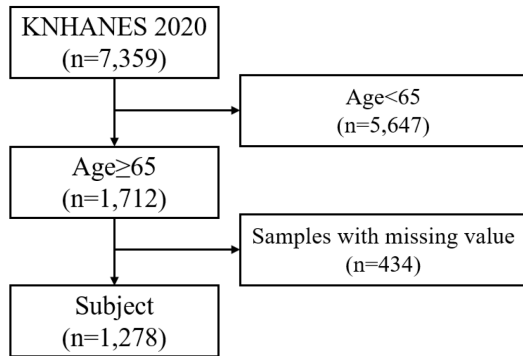 KNHANES 2020
(n=7,359)
Age<65
(n=5,647)
Age≥65
(n=1,712)
Samples with missing value
(n=434)
Subject
(n=1,278)